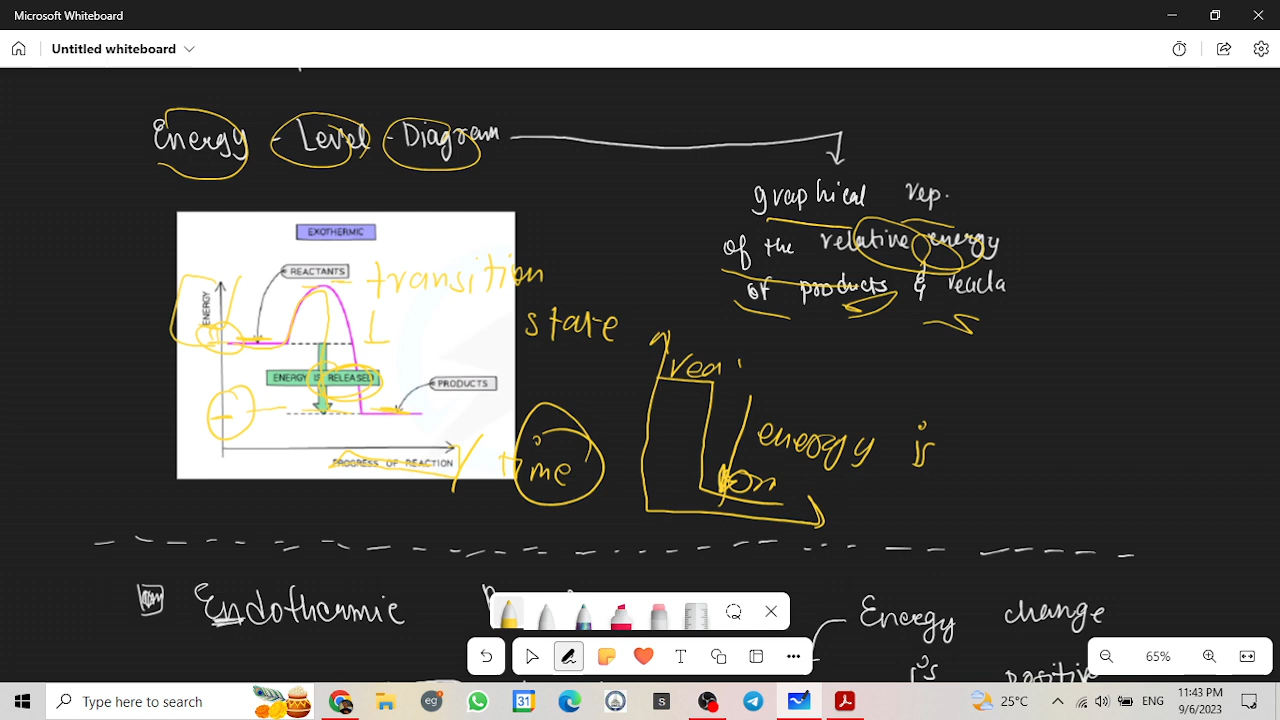 Microsoft Whiteboard
Untitled whiteboard
Energy - Level - Diagram
graphical rep.
of the relative energy
of products & reacta
EXOTHERMIC
REACTANTS
transition
state
ENERGY
ENERGY IS RELEASED
PRODUCTS
PROGRESS OF REACTION
time
rea
energy is
Endothermic
Energy change
is positiv
65%
Type here to search
25°C
ENG
11:43 PM
9/6/2023